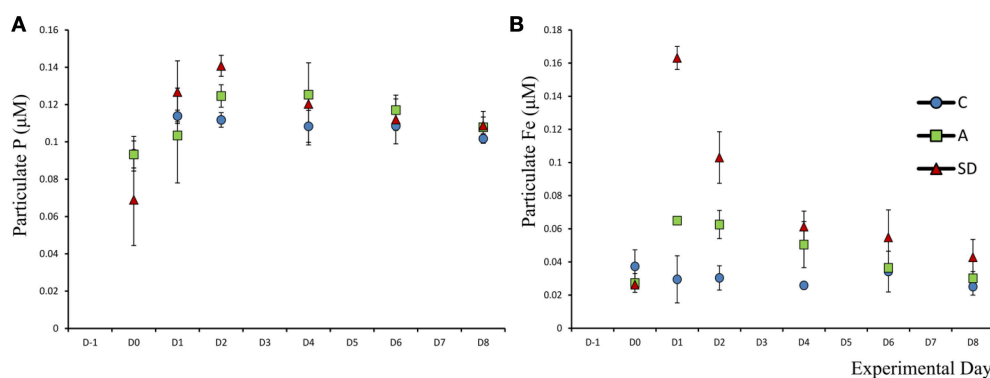 A
Particulate P (µM)
0.16
0.14
0.12
0.1
0.08
0.06
0.04
0.02
0
D-1 D0 D1 D2 D3 D4 D5 D6 D7 D8
B
Particulate Fe (µM)
0.18
0.16
0.14
0.12
0.1
0.08
0.06
0.04
0.02
0
D-1 D0 D1 D2 D3 D4 D5 D6 D7 D8
C
A
SD
Experimental Day